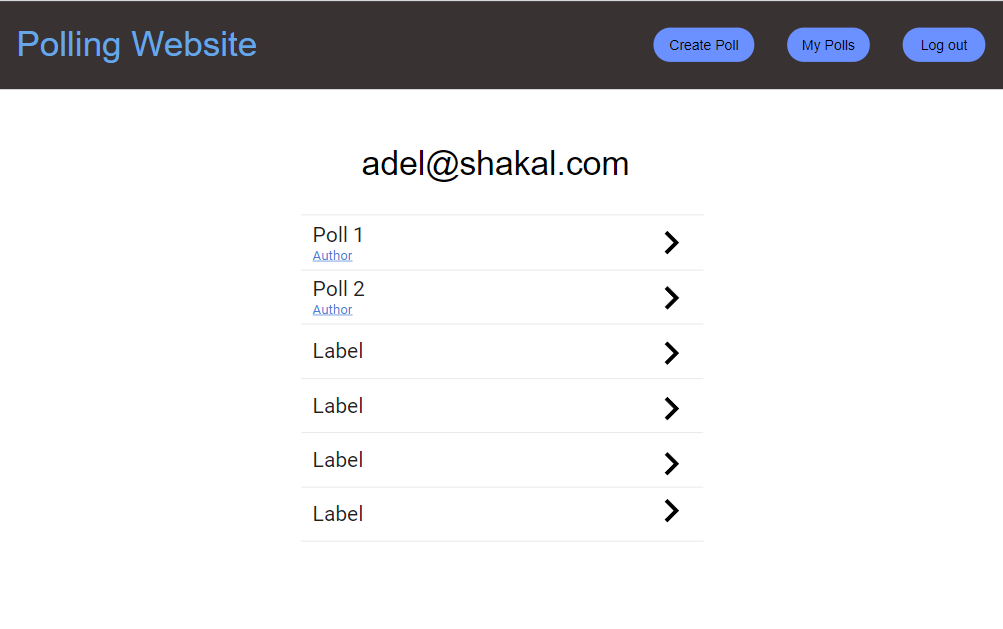 Polling Website
Create Poll
My Polls
Log out
adel@shakal.com
Poll 1
Author
Poll 2
Author
Label
Label
Label
Label